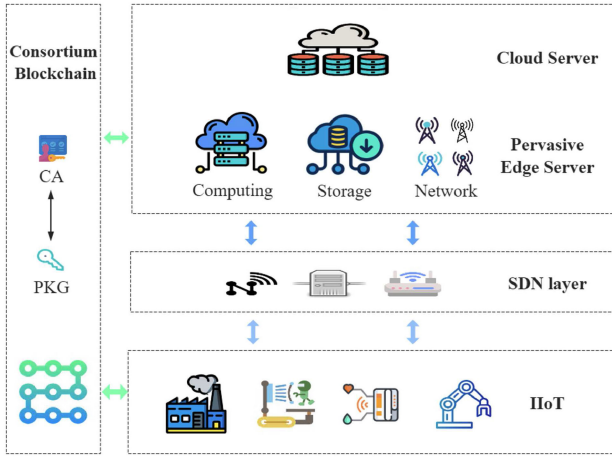 Consortium
Blockchain
CA
PKG
Cloud Server
Computing
Storage
Network
Pervasive
Edge Server
SDN layer
IIoT